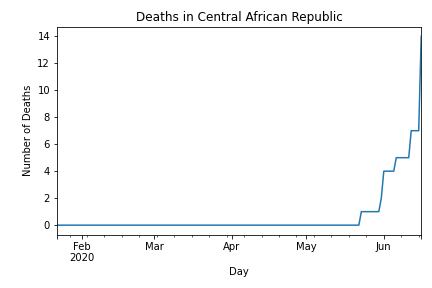 Deaths in Central African Republic
Number of Deaths
14
12
10
8
6
4
2
0
Feb
2020
Mar
Apr
May
Jun
Day